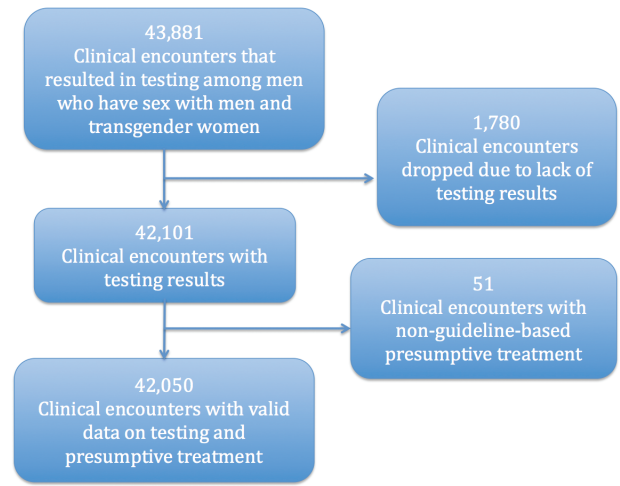 43,881
Clinical encounters that
resulted in testing among men
who have sex with men and
transgender women
1,780
Clinical encounters
dropped due to lack of
testing results
42,101
Clinical encounters with
testing results
51
Clinical encounters with
non-guideline-based
presumptive treatment
42,050
Clinical encounters with valid
data on testing and
presumptive treatment